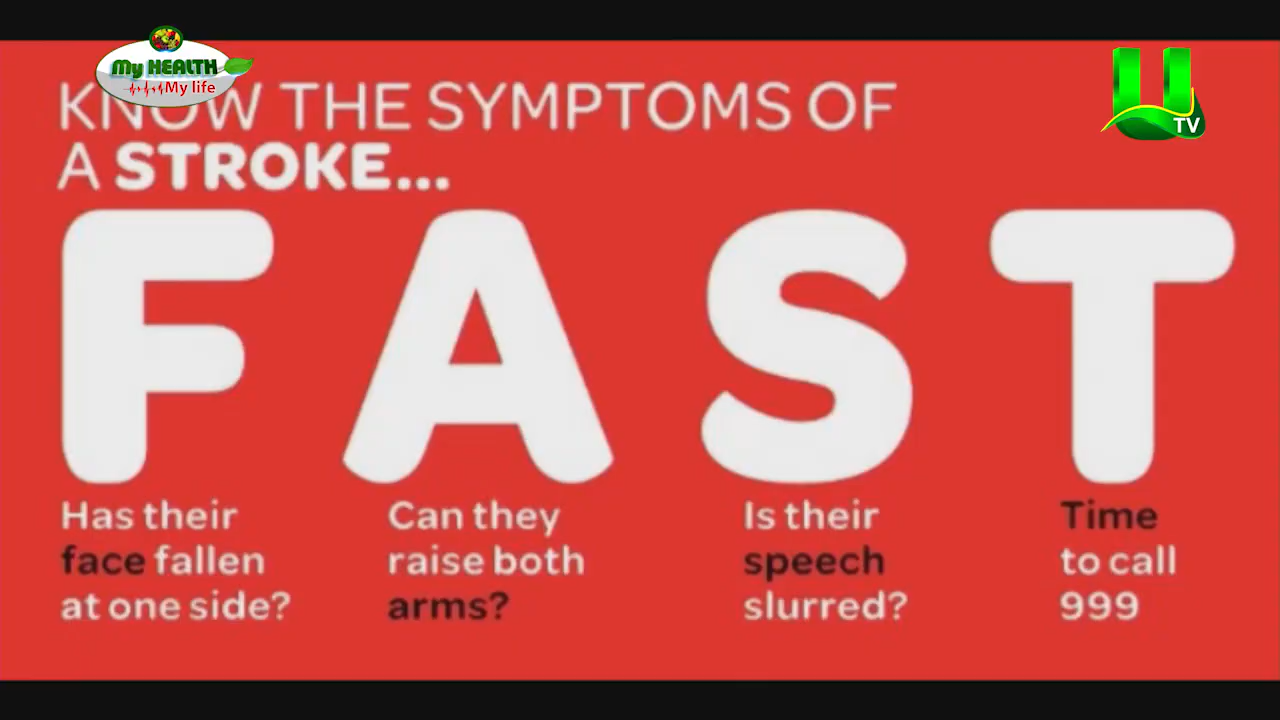 My HEALTH
My life
TV
KNOW THE SYMPTOMS OF
A STROKE...
FAST
Has their
face fallen
at one side?
Can they
raise both
arms?
Is their
speech
slurred?
Time
to call
999